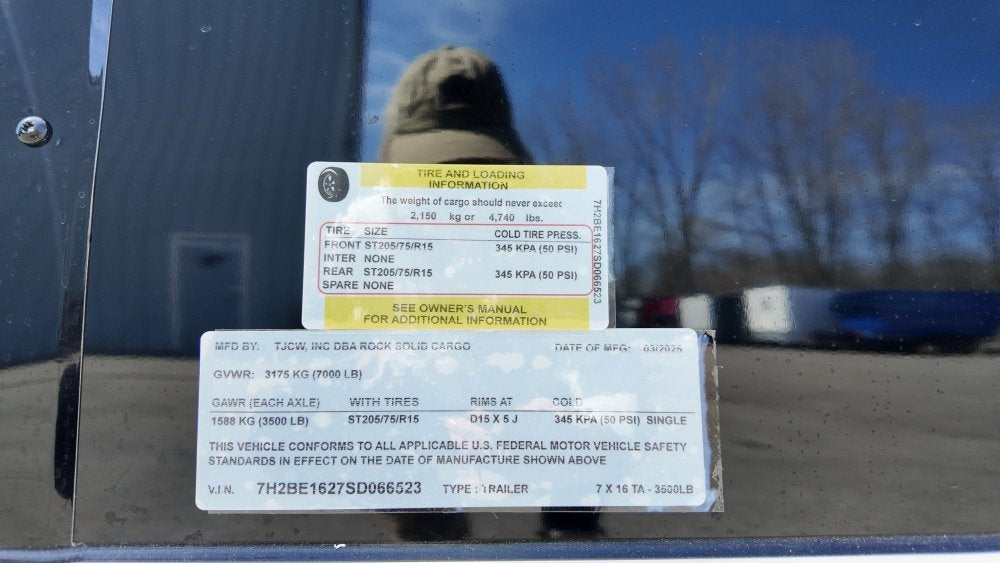 TIRE AND LOADING
INFORMATION
The weight of cargo should never exceed
2,150 kg or 4,740 lbs.
TIRE SIZE COLD TIRE PRESS.
FRONT ST205/75/R15 345 KPA (50 PSI)
INTER NONE
REAR ST205/75/R15 345 KPA (50 PSI)
SPARE NONE
SEE OWNER'S MANUAL
FOR ADDITIONAL INFORMATION
7H2BE1627SD066523
MFD BY: TJCW, INC DBA ROCK SOLID CARGO DATE OF MFG: 03/2025
GVWR: 3175 KG (7000 LB)
GAWR (EACH AXLE) WITH TIRES RIMS AT COLD
1588 KG (3500 LB) ST205/75/R15 D15 X 5 J 345 KPA (50 PSI) SINGLE
THIS VEHICLE CONFORMS TO ALL APPLICABLE U.S. FEDERAL MOTOR VEHICLE SAFETY
STANDARDS IN EFFECT ON THE DATE OF MANUFACTURE SHOWN ABOVE
V.I.N. 7H2BE1627SD066523 TYPE: TRAILER 7 X 16 TA - 3500LB